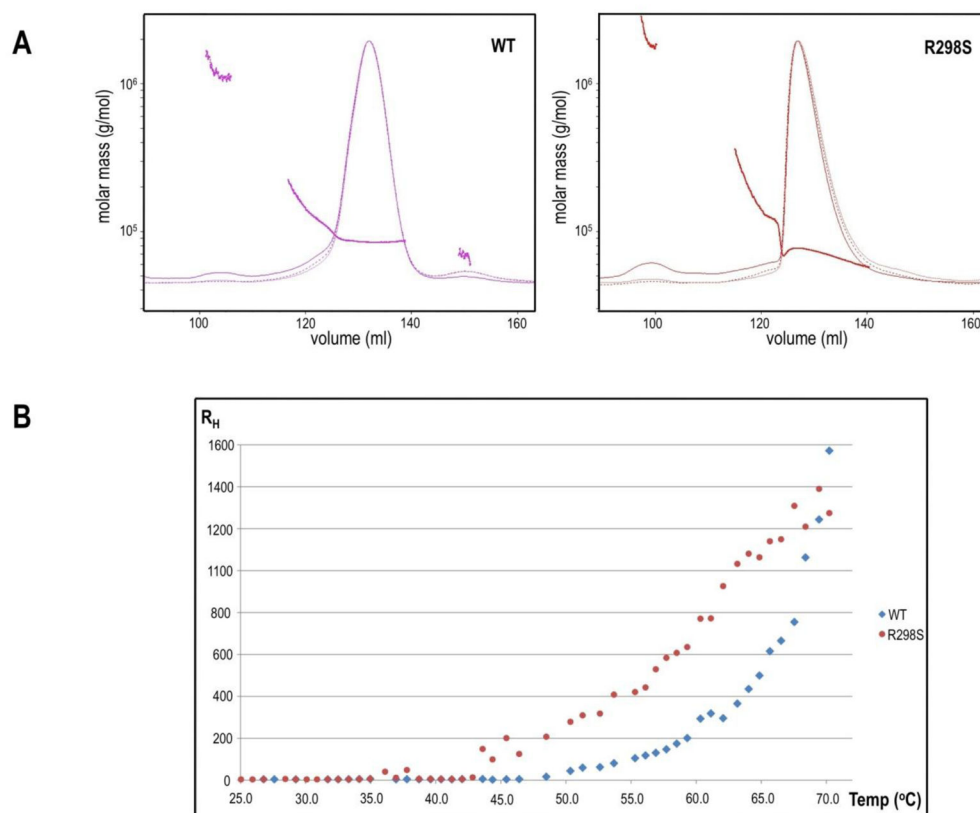 A
WT
molar mass (g/mol)
10⁶
10⁵
100
120
140
160
volume (ml)
R298S
molar mass (g/mol)
10⁶
10⁵
100
120
140
160
volume (ml)
B
R_H
1600
1400
1200
1000
800
600
400
200
0
25.0 30.0 35.0 40.0 45.0 50.0 55.0 60.0 65.0 70.0 Temp (°C)
WT
R298S